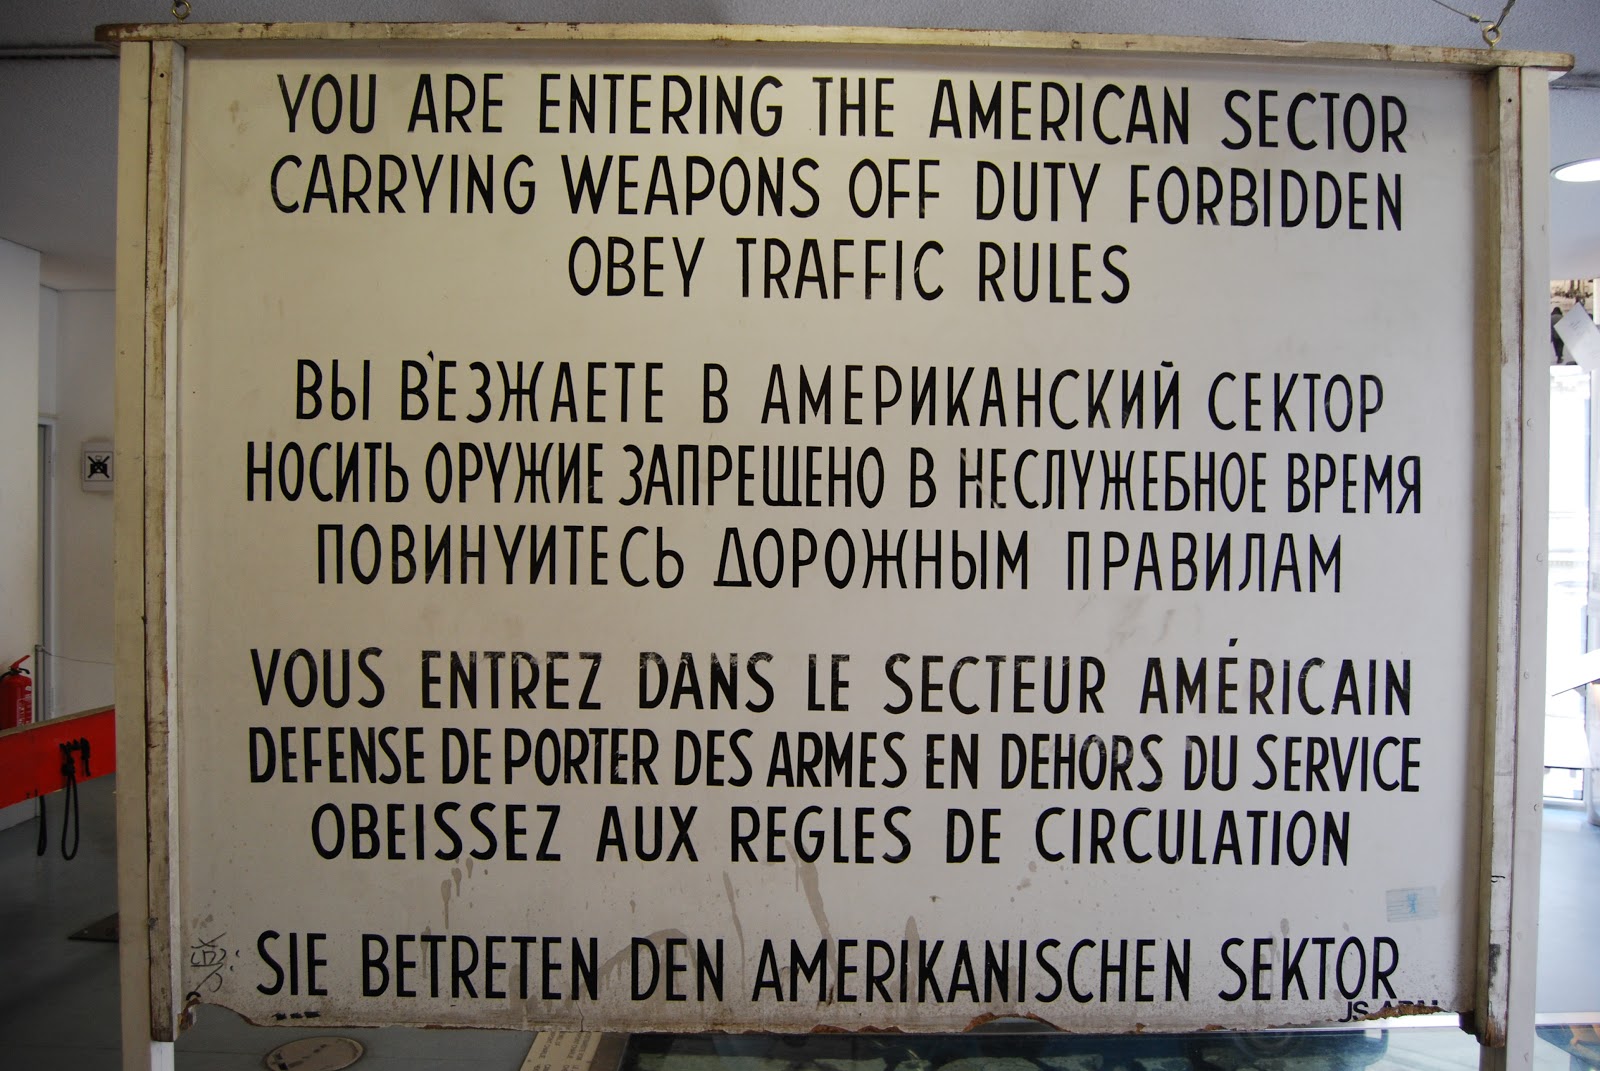 YOU ARE ENTERING THE AMERICAN SECTOR
CARRYING WEAPONS OFF DUTY FORBIDDEN
OBEY TRAFFIC RULES
ВЫ В'ЕЗЖАЕТЕ В АМЕРИКАНСКИЙ СЕКТОР
НОСИТЬ ОРУЖИЕ ЗАПРЕЩЕНО В НЕСЛУЖЕБНОЕ ВРЕМЯ
ПОВИНУИТЕСЬ ДОРОЖНЫМ ПРАВИЛАМ
VOUS ENTREZ DANS LE SECTEUR AMÉRICAIN
DEFENSE DE PORTER DES ARMES EN DEHORS DU SERVICE
OBEISSEZ AUX REGLES DE CIRCULATION
SIE BETRETEN DEN AMERIKANISCHEN SEKTOR